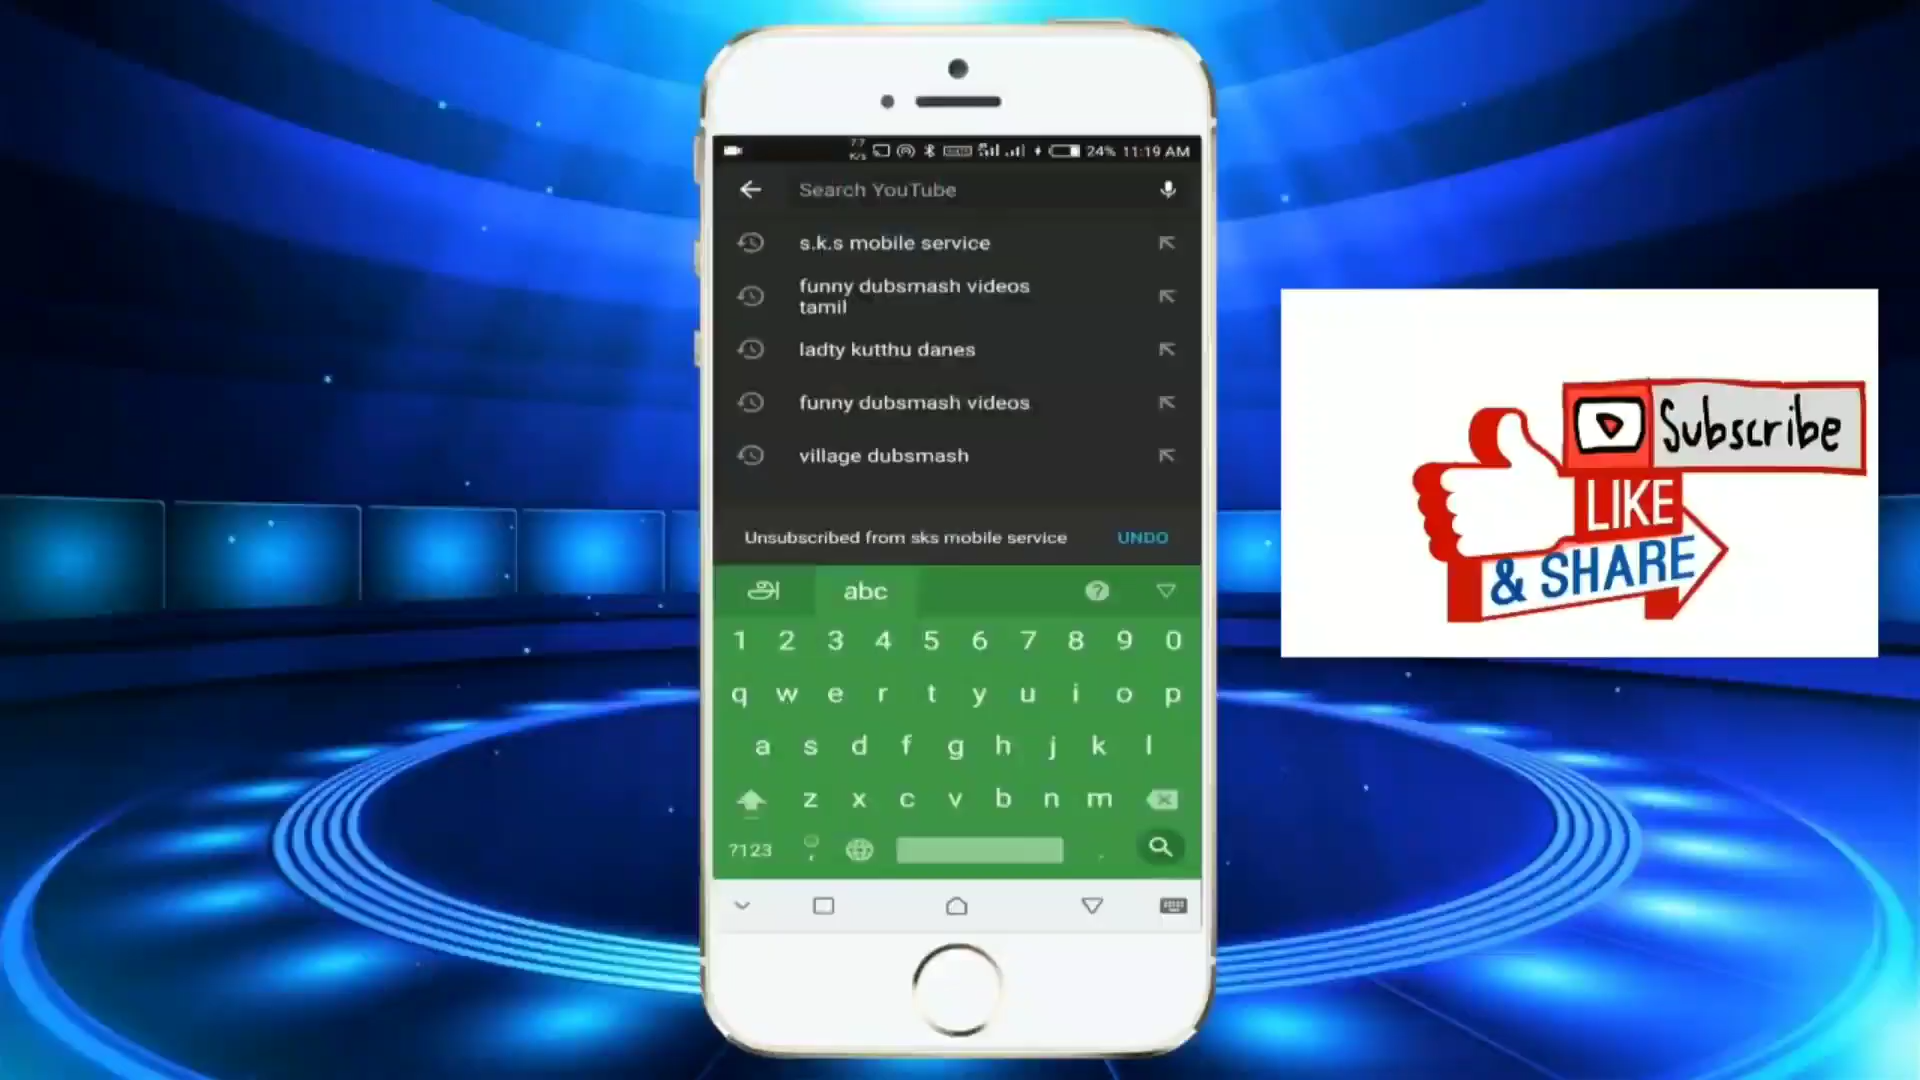 7.7
K/s
24% 11:19 AM
Search YouTube
s.k.s mobile service
funny dubsmash videos
tamil
ladty kutthu danes
funny dubsmash videos
village dubsmash
Unsubscribed from sks mobile service UNDO
அ abc ?
1 2 3 4 5 6 7 8 9 0
q w e r t y u i o p
a s d f g h j k l
z x c v b n m
?123 , .
Subscribe
LIKE
& SHARE